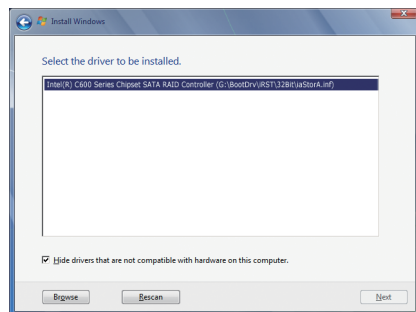 Install Windows
Select the driver to be installed.
Intel(R) C600 Series Chipset SATA RAID Controller (G:\BootDrv\iRST\32Bit\iaStorA.inf)
Hide drivers that are not compatible with hardware on this computer.
Browse
Rescan
Next